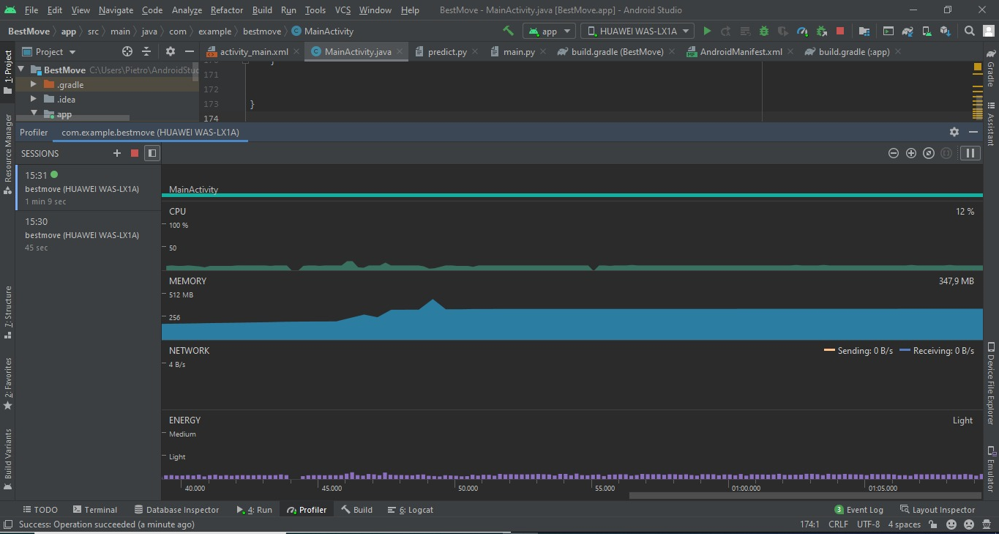 File Edit View Navigate Code Analyze Refactor Build Run Tools VCS Window Help BestMove - MainActivity.java [BestMove.app] - Android Studio
BestMove app src main java com example bestmove MainActivity app HUAWEI WAS-LX1A
Project activity_main.xml MainActivity.java predict.py main.py build.gradle (BestMove) AndroidManifest.xml build.gradle (:app)
BestMove C:\Users\Pietro\AndroidStud
.gradle
.idea
app
171
172
173 }
174
1: Project
Resource Manager
7: Structure
2: Favorites
Build Variants
Gradle
Assistant
Device File Explorer
Emulator
Profiler com.example.bestmove (HUAWEI WAS-LX1A)
SESSIONS
15:31
bestmove (HUAWEI WAS-LX1A)
1 min 9 sec
15:30
bestmove (HUAWEI WAS-LX1A)
45 sec
MainActivity
CPU 12 %
100 %
50
MEMORY 347,9 MB
512 MB
256
NETWORK Sending: 0 B/s Receiving: 0 B/s
4 B/s
ENERGY Light
Medium
Light
40.000 45.000 50.000 55.000 01:00.000 01:05.000
TODO Terminal Database Inspector 4: Run Profiler Build 6: Logcat 3 Event Log Layout Inspector
Success: Operation succeeded (a minute ago) 174:1 CRLF UTF-8 4 spaces